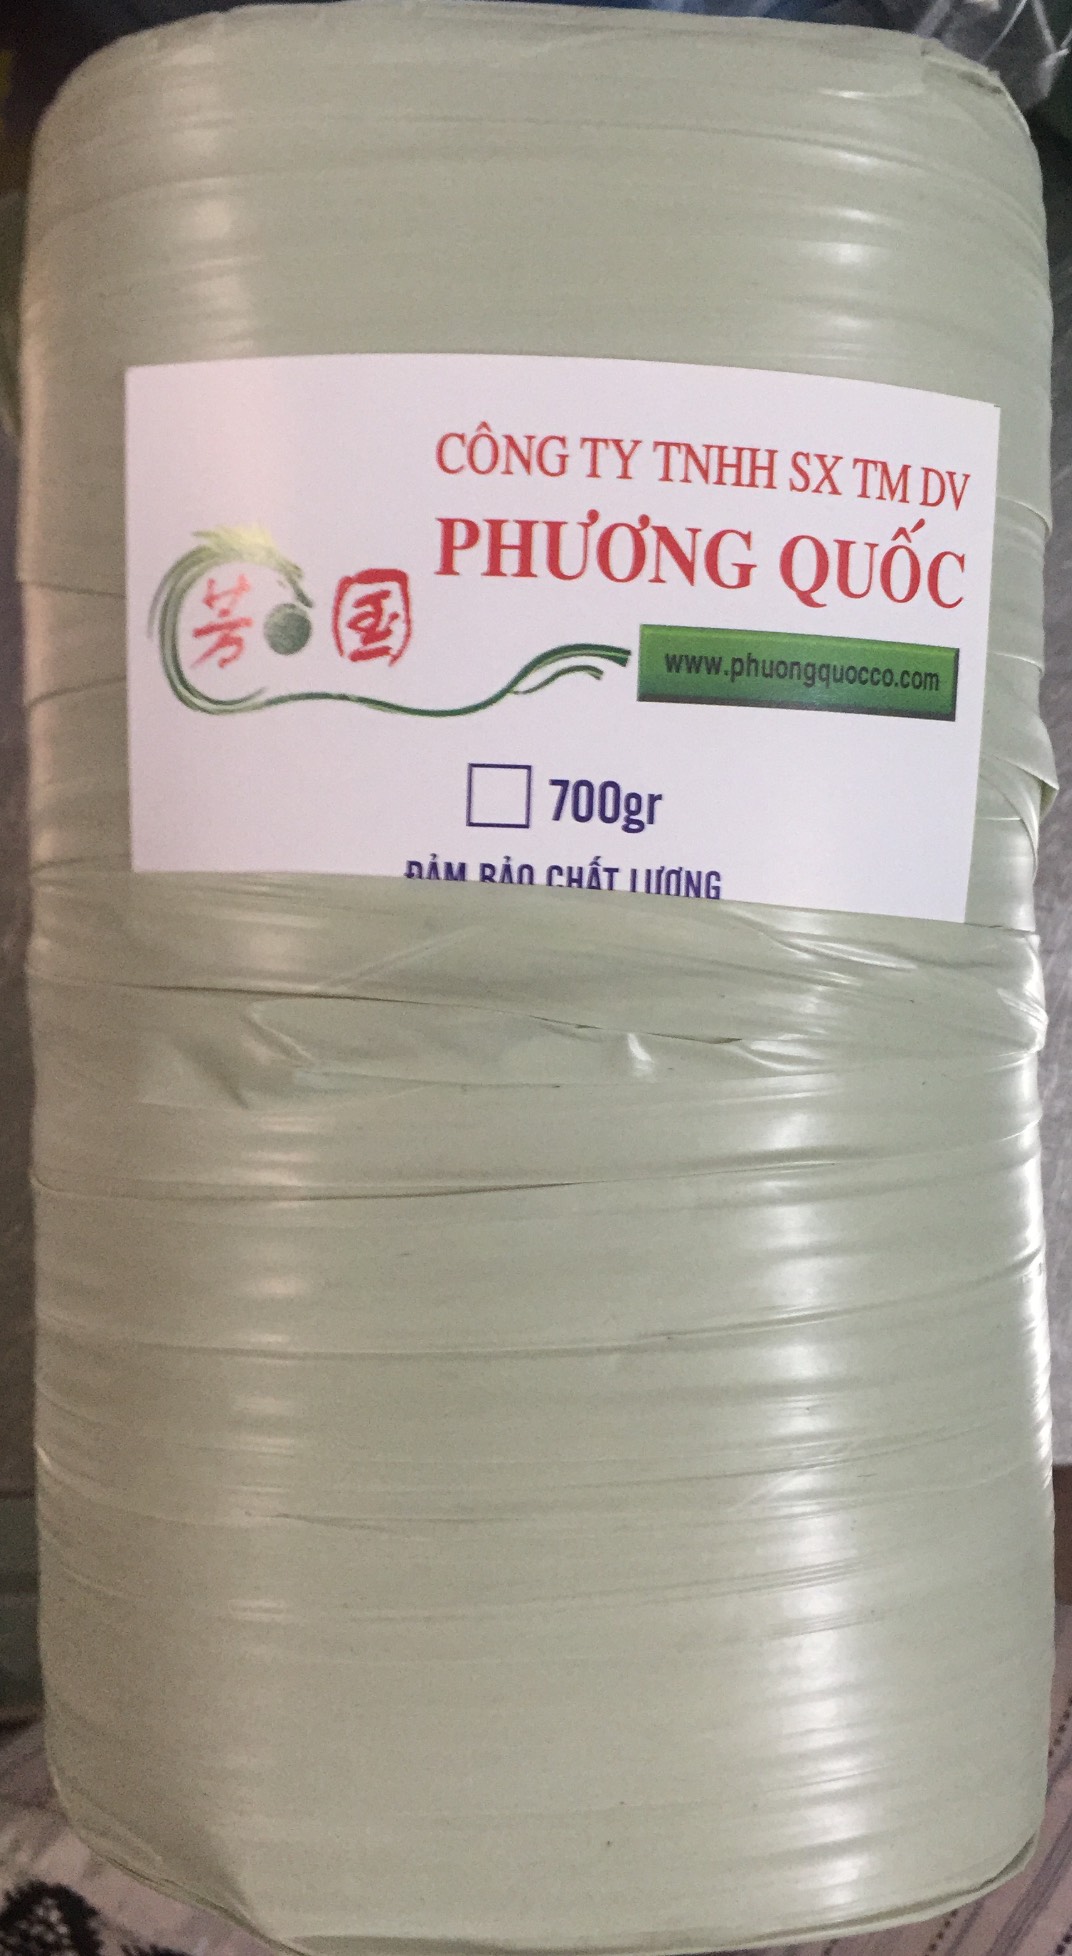 CÔNG TY TNHH SX TM DV
PHƯƠNG QUỐC
芳 国
www.phuongquocco.com
700gr
ĐẢM BẢO CHẤT LƯỢNG